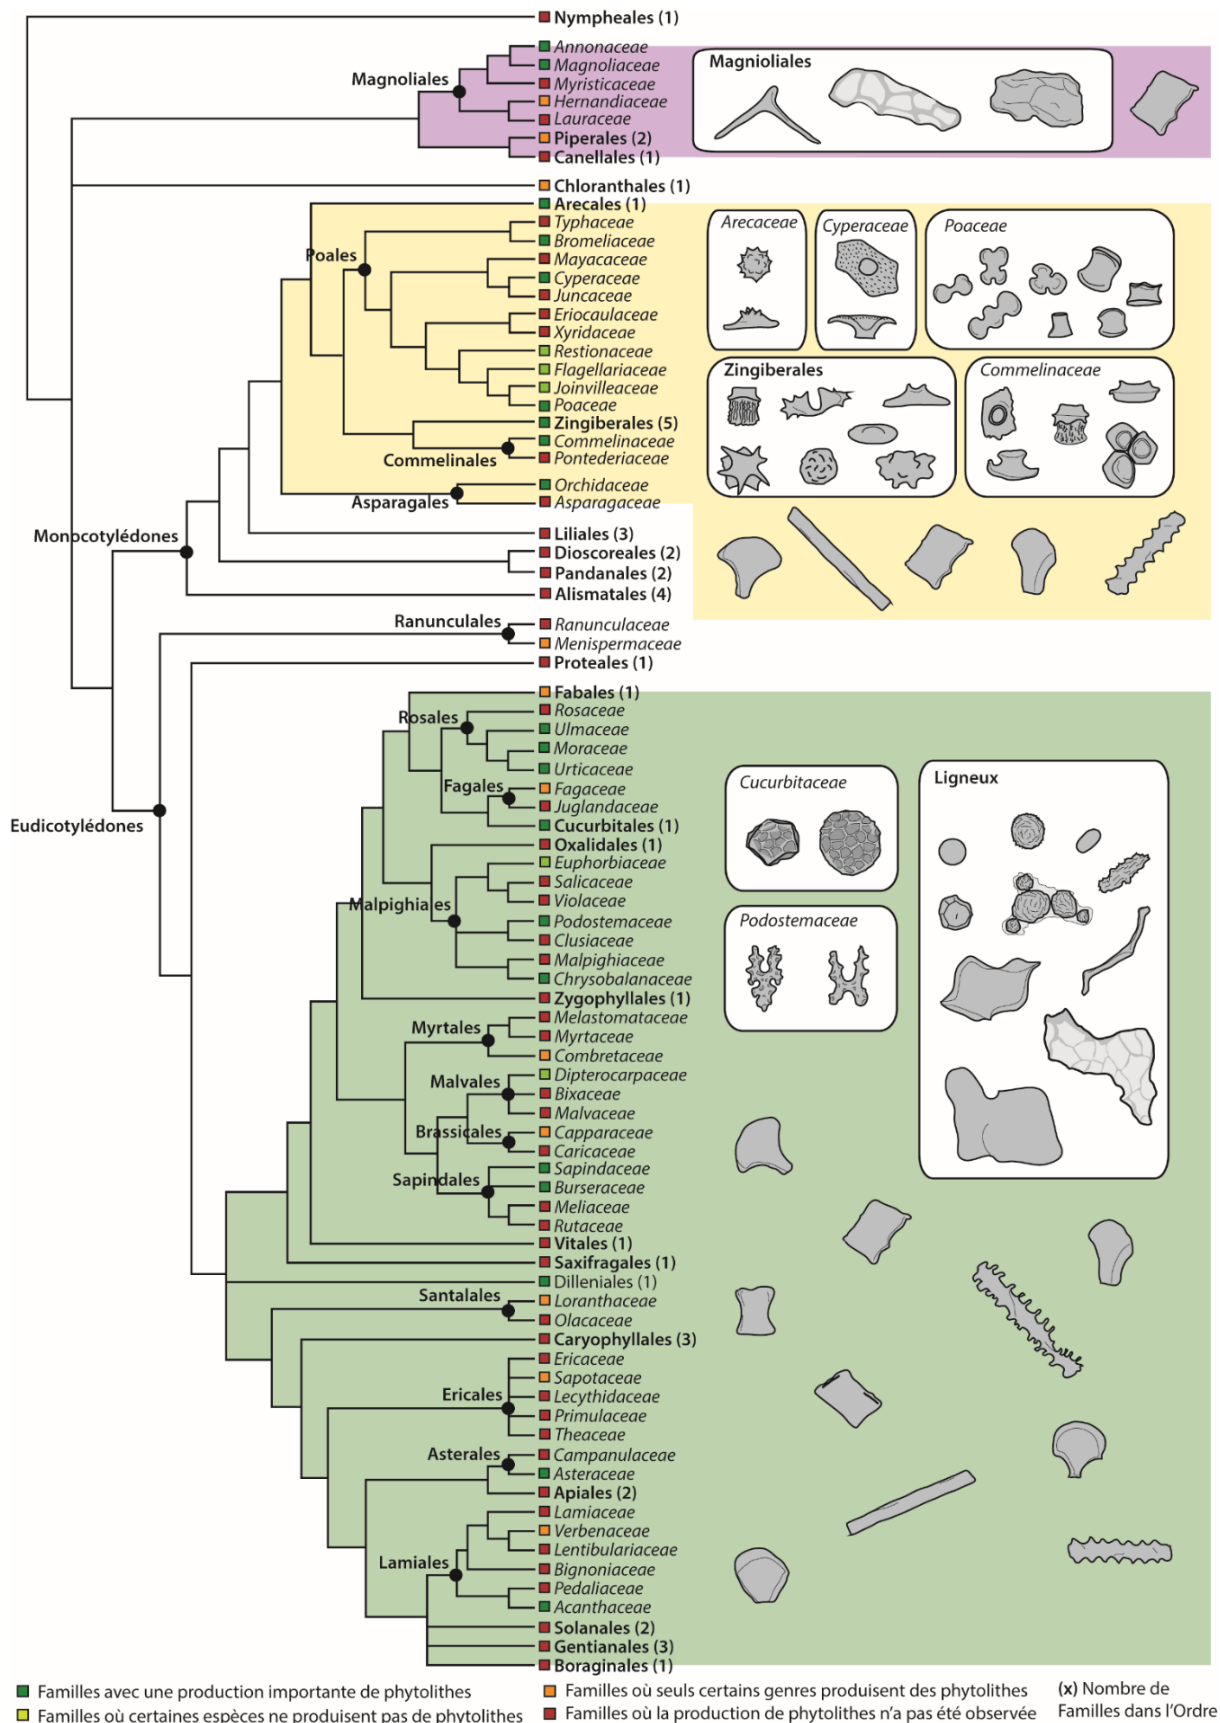 Nympheales (1)
Annonaceae
Magnoliaceae
Magnoliales
Myristicaceae
Hernandiaceae
Lauraceae
Piperales (2)
Canellales (1)
Magnioliales
Chloranthales (1)
Arecales (1)
Typhaceae
Bromeliaceae
Poales
Mayacaceae
Cyperaceae
Juncaceae
Eriocaulaceae
Xyridaceae
Restionaceae
Flagellariaceae
Joinvilleaceae
Poaceae
Zingiberales (5)
Commelinaceae
Commelinales
Pontederiaceae
Orchidaceae
Asparagales
Asparagaceae
Arecaceae
Cyperaceae
Poaceae
Zingiberales
Commelinaceae
Monocotylédones
Liliales (3)
Dioscoreales (2)
Pandanales (2)
Alismatales (4)
Ranunculales
Ranunculaceae
Menispermaceae
Proteales (1)
Eudicotylédones
Fabales (1)
Rosales
Rosaceae
Ulmaceae
Moraceae
Urticaceae
Fagales
Fagaceae
Juglandaceae
Cucurbitales (1)
Oxalidales (1)
Euphorbiaceae
Salicaceae
Violaceae
Malpighiales
Podostemaceae
Clusiaceae
Malpighiaceae
Chrysobalanaceae
Zygophyllales (1)
Melastomataceae
Myrtales
Myrtaceae
Combretaceae
Dipterocarpaceae
Malvales
Bixaceae
Malvaceae
Brassicales
Capparaceae
Caricaceae
Sapindaceae
Sapindales
Burseraceae
Meliaceae
Rutaceae
Vitales (1)
Saxifragales (1)
Dilleniales (1)
Santalales
Loranthaceae
Olacaceae
Caryophyllales (3)
Ericaceae
Sapotaceae
Ericales
Lecythidaceae
Primulaceae
Theaceae
Asterales
Campanulaceae
Asteraceae
Apiales (2)
Lamiaceae
Verbenaceae
Lentibulariaceae
Lamiales
Bignoniaceae
Pedaliaceae
Acanthaceae
Solanales (2)
Gentianales (3)
Boraginales (1)
Cucurbitaceae
Ligneux
Podostemaceae
Familles avec une production importante de phytolithes
Familles où certaines espèces ne produisent pas de phytolithes
Familles où seuls certains genres produisent des phytolithes
Familles où la production de phytolithes n'a pas été observée
(x) Nombre de
Familles dans l'Ordre